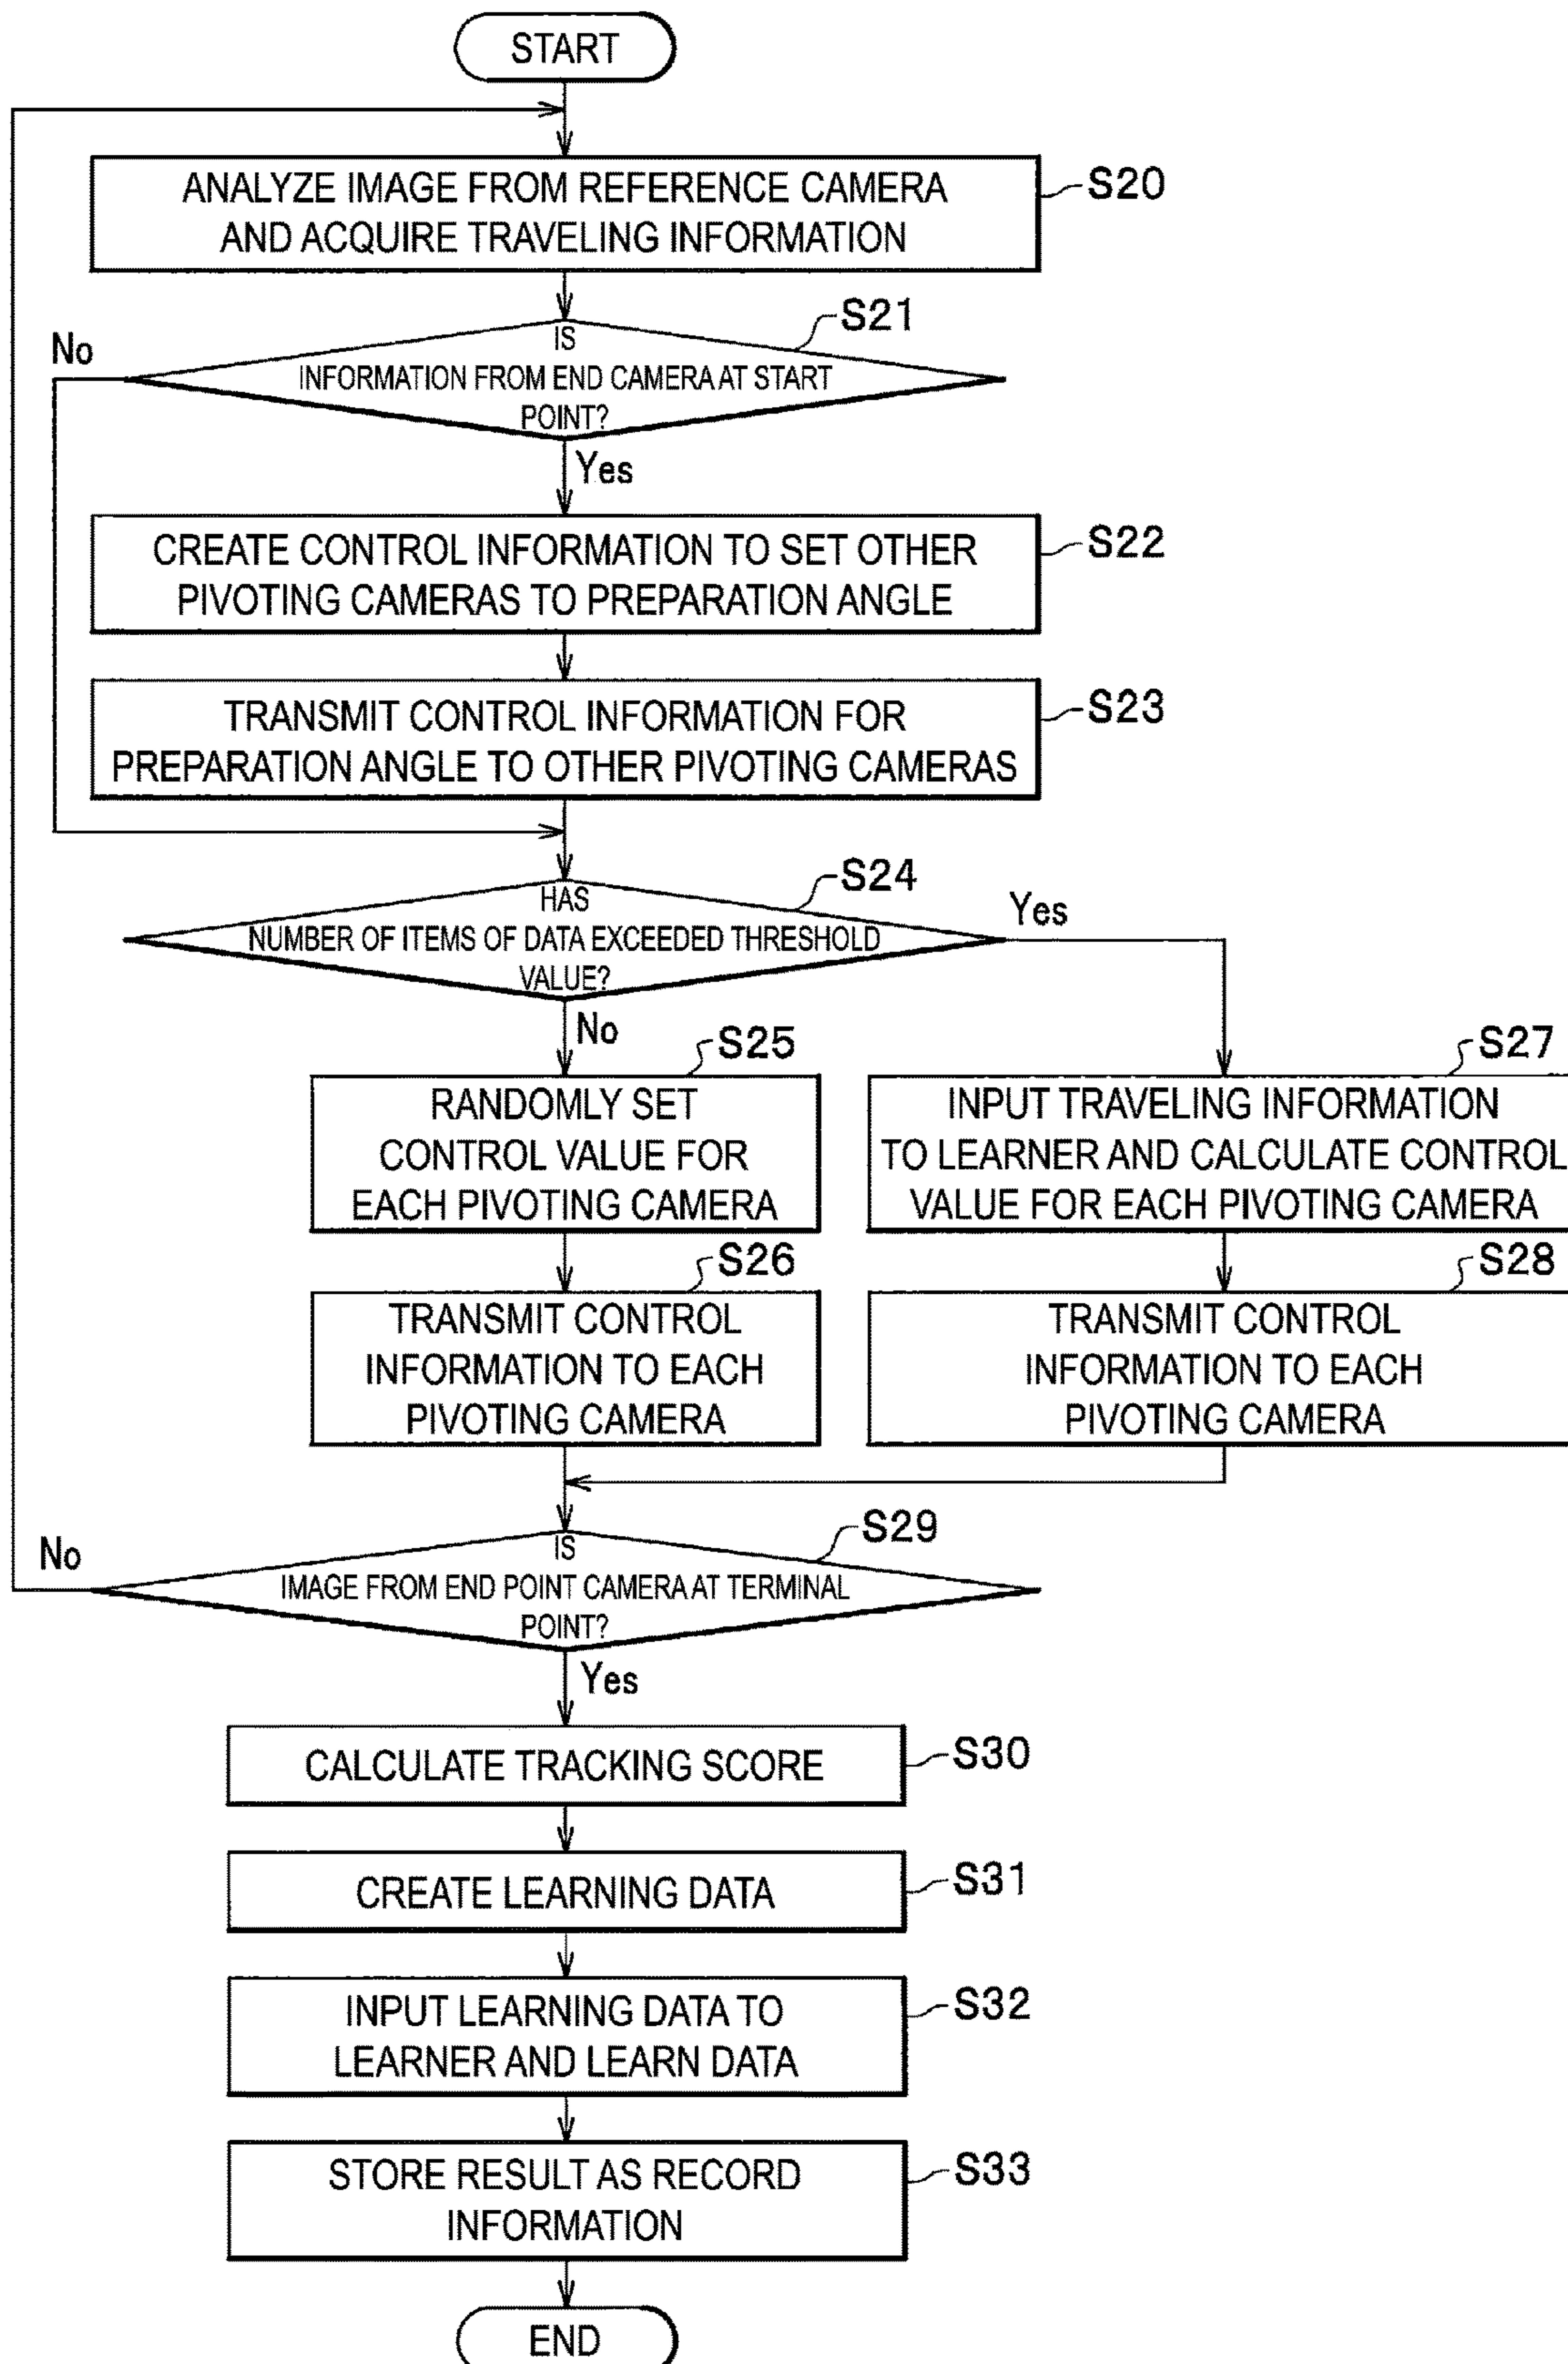 START
ANALYZE IMAGE FROM REFERENCE CAMERA
AND ACQUIRE TRAVELING INFORMATION
S20
S21
No
IS
INFORMATION FROM END CAMERA AT START
POINT?
Yes
CREATE CONTROL INFORMATION TO SET OTHER
PIVOTING CAMERAS TO PREPARATION ANGLE
S22
TRANSMIT CONTROL INFORMATION FOR
PREPARATION ANGLE TO OTHER PIVOTING CAMERAS
S23
S24
HAS
NUMBER OF ITEMS OF DATA EXCEEDED THRESHOLD
VALUE?
Yes
No
S25
RANDOMLY SET
CONTROL VALUE FOR
EACH PIVOTING CAMERA
S27
INPUT TRAVELING INFORMATION
TO LEARNER AND CALCULATE CONTROL
VALUE FOR EACH PIVOTING CAMERA
S26
TRANSMIT CONTROL
INFORMATION TO EACH
PIVOTING CAMERA
S28
TRANSMIT CONTROL
INFORMATION TO EACH
PIVOTING CAMERA
S29
No
IS
IMAGE FROM END POINT CAMERA AT TERMINAL
POINT?
Yes
CALCULATE TRACKING SCORE
S30
CREATE LEARNING DATA
S31
INPUT LEARNING DATA TO
LEARNER AND LEARN DATA
S32
STORE RESULT AS RECORD
INFORMATION
S33
END